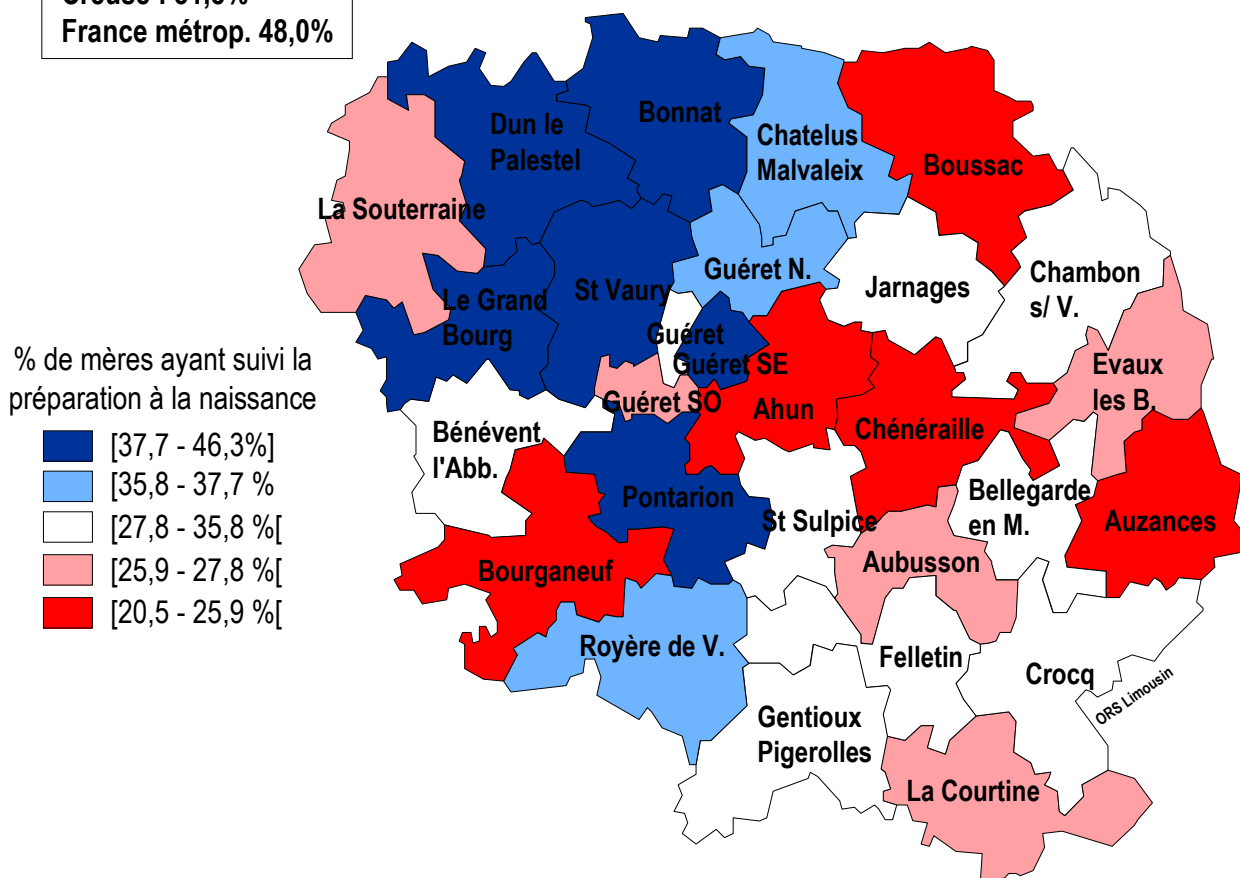 France métrop. 48,0%
Bonnat
Dun le
Palestel
Chatelus
Malvaleix
Boussac
La Souterraine
Guéret N.
Jarnages
Chambon
s/ V.
St Vaury
Le Grand
Bourg
Guéret
Guéret SE
Evaux
les B.
Guéret SO
Ahun
Chénéraille
Bénévent
l'Abb.
Pontarion
St Sulpice
Bellegarde
en M.
Auzances
Bourganeuf
Aubusson
Royère de V.
Felletin
Crocq
ORS Limousin
Gentioux
Pigerolles
La Courtine
% de mères ayant suivi la
préparation à la naissance
[37,7 - 46,3%]
[35,8 - 37,7 %
[27,8 - 35,8 %[
[25,9 - 27,8 %[
[20,5 - 25,9 %[